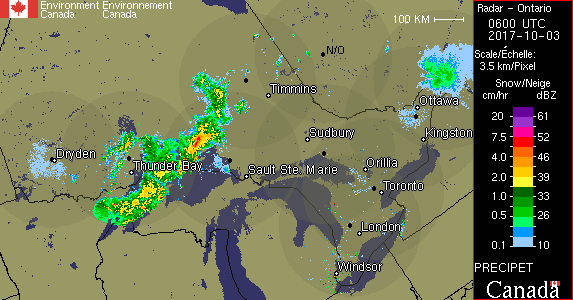 Environment Environnement
Canada Canada
100 KM
N/O
Timmins
Ottawa
Sudbury
Kingston
Dryden
Thunder Bay
Sault Ste. Marie
Orillia
Toronto
London
Windsor
Radar - Ontario
0600 UTC
2017-10-03
Scale/Échelle:
3.5 km/Pixel
Snow/Neige
cm/hr dBZ
20 61
7.5 52
4.0 46
2.0 39
1.0 33
0.5 26
0.1 10
PRECIPET
Canada